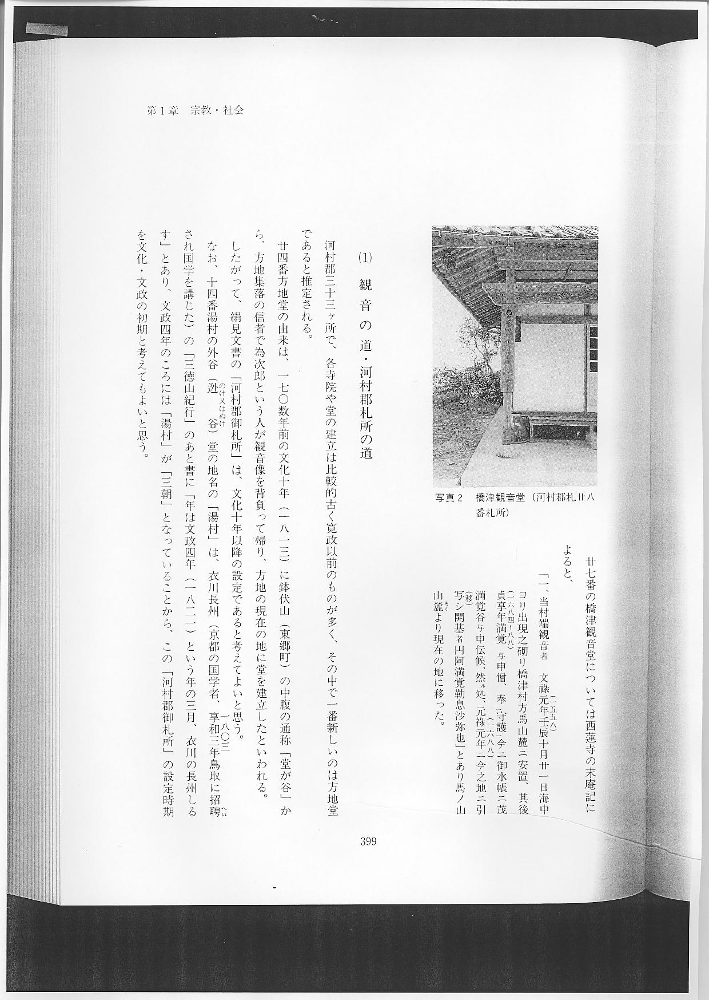 第1章　宗教・社会
廿七番の橋津観音堂については西蓮寺の末庵記に
よると、
「一、当村端観音者　文祿元年壬辰十月廿一日海中
(一五五八)
ヨリ出現之砌リ橋津村方馬山麓ニ安置、其後
貞享年満覚　与申僧、奉ニ守護一今ニ御水帳ニ茂
(一六八四〜八八)
満覚谷与申伝候、然ル処、元祿元年ニ今之地ニ引
(一六八八)
写シ開基者円阿満覚勤息沙弥也」とあり馬ノ山
(移)
山麓より現在の地に移った。
ろく
写真2　橋津観音堂（河村郡札廿八
番札所）
(1)　観音の道・河村郡札所の道
河村郡三十三ヶ所で、各寺院や堂の建立は比較的古く寛政以前のものが多く、その中で一番新しいのは方地堂
であると推定される。
廿四番方地堂の由来は、一七〇数年前の文化十年（一八一三）に鉢伏山（東郷町）の中腹の通称「堂が谷」か
ら、方地集落の信者で為次郎という人が観音像を背負って帰り、方地の現在の地に堂を建立したといわれる。
したがって、絹見文書の「河村郡御札所」は、文化十年以降の設定であると考えてよいと思う。
なお、十四番湯村の外谷（逊　谷）堂の地名の「湯村」は、衣川長州（京都の国学者、享和三年鳥取に招聘
のけ又はぬけ
一八〇三
へい
され国学を講じた）の「三徳山紀行」のあと書に「年は文政四年（一八二一）という年の三月、衣川の長州しる
す」とあり、文政四年のころには「湯村」が「三朝」となっていることから、この「河村郡御札所」の設定時期
を文化・文政の初期と考えてもよいと思う。
399